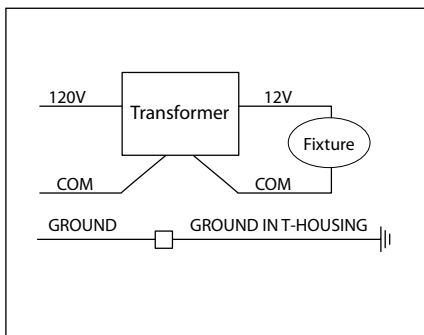 120V
12V
Transformer
Fixture
COM
COM
GROUND
GROUND IN T-HOUSING